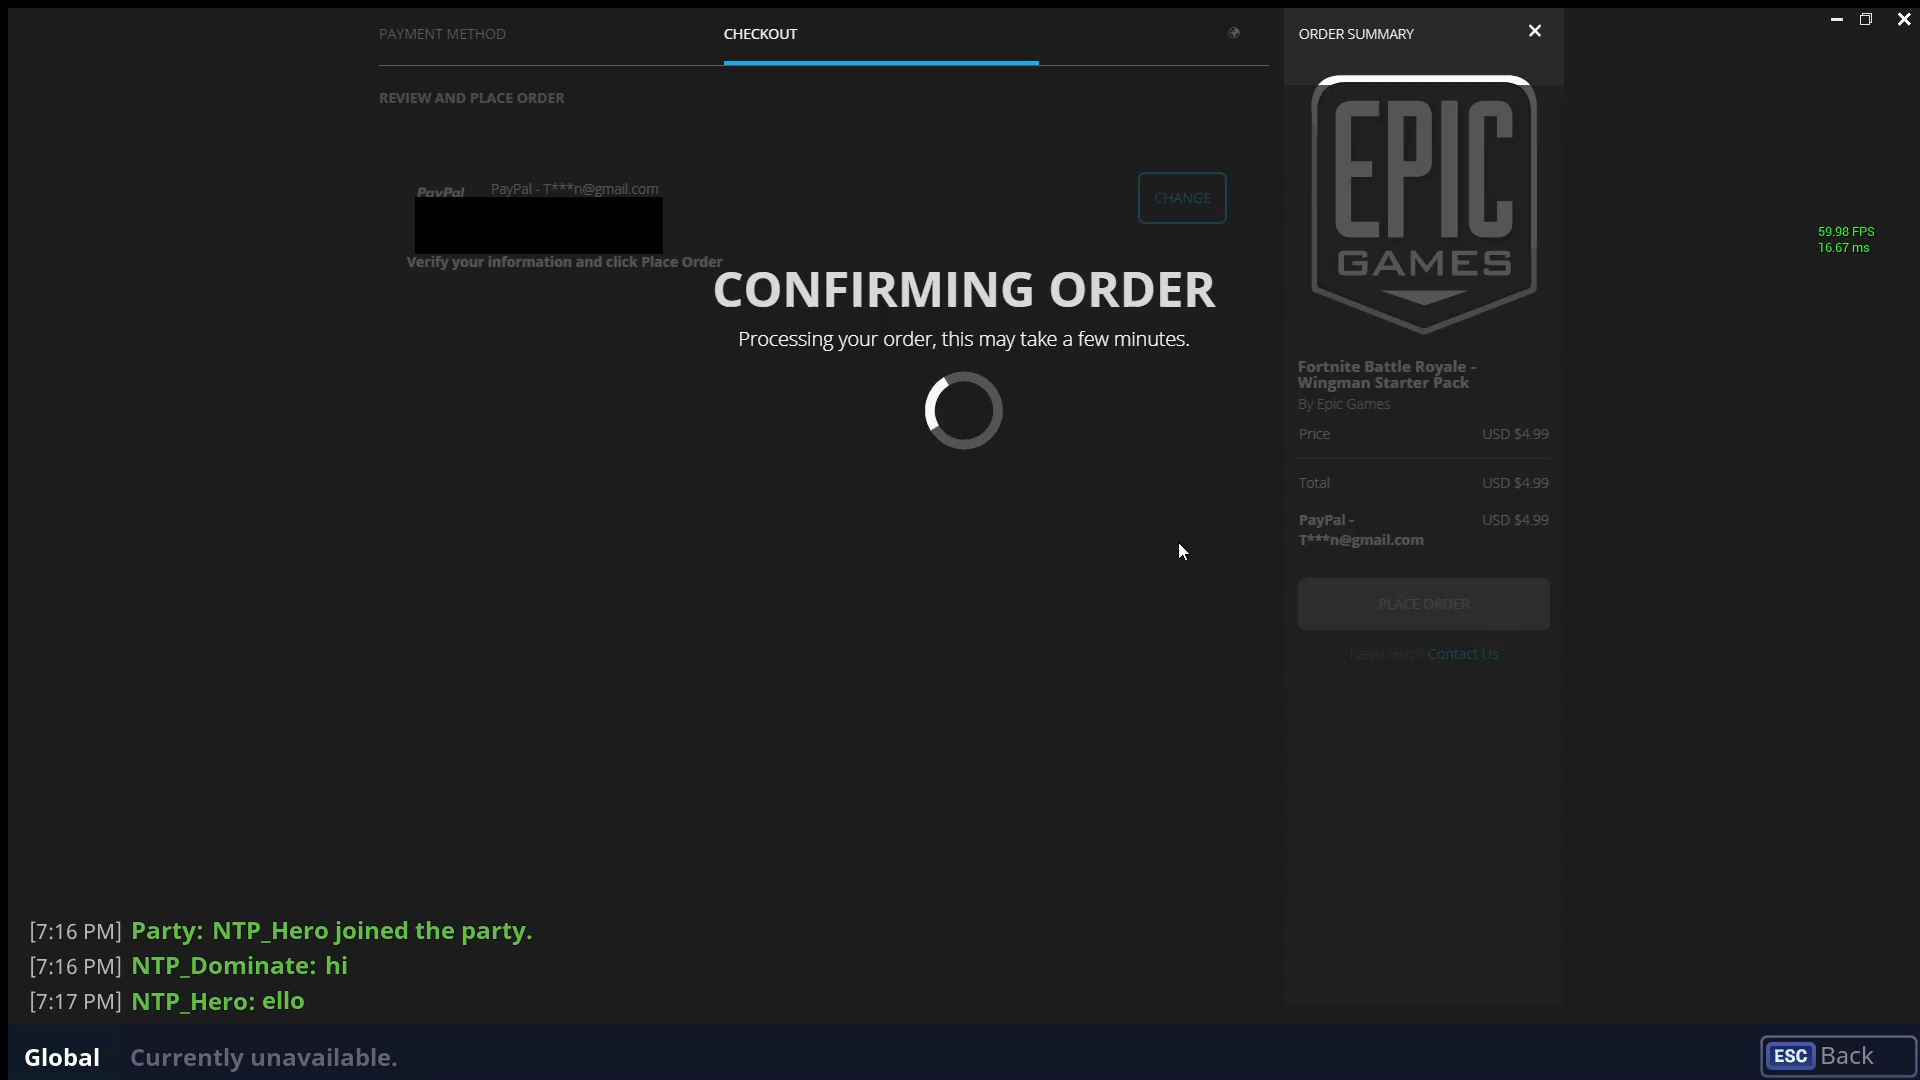 PAYMENT METHOD
CHECKOUT
REVIEW AND PLACE ORDER
PayPal
PayPal - T***n@gmail.com
CHANGE
Verify your information and click Place Order
CONFIRMING ORDER
Processing your order, this may take a few minutes.
ORDER SUMMARY
EPIC
GAMES
Fortnite Battle Royale -
Wingman Starter Pack
By Epic Games
Price USD $4.99
Total USD $4.99
PayPal - USD $4.99
T***n@gmail.com
PLACE ORDER
Need Help? Contact Us
59.98 FPS
16.67 ms
[7:16 PM] Party: NTP_Hero joined the party.
[7:16 PM] NTP_Dominate: hi
[7:17 PM] NTP_Hero: ello
Global Currently unavailable.
ESC Back